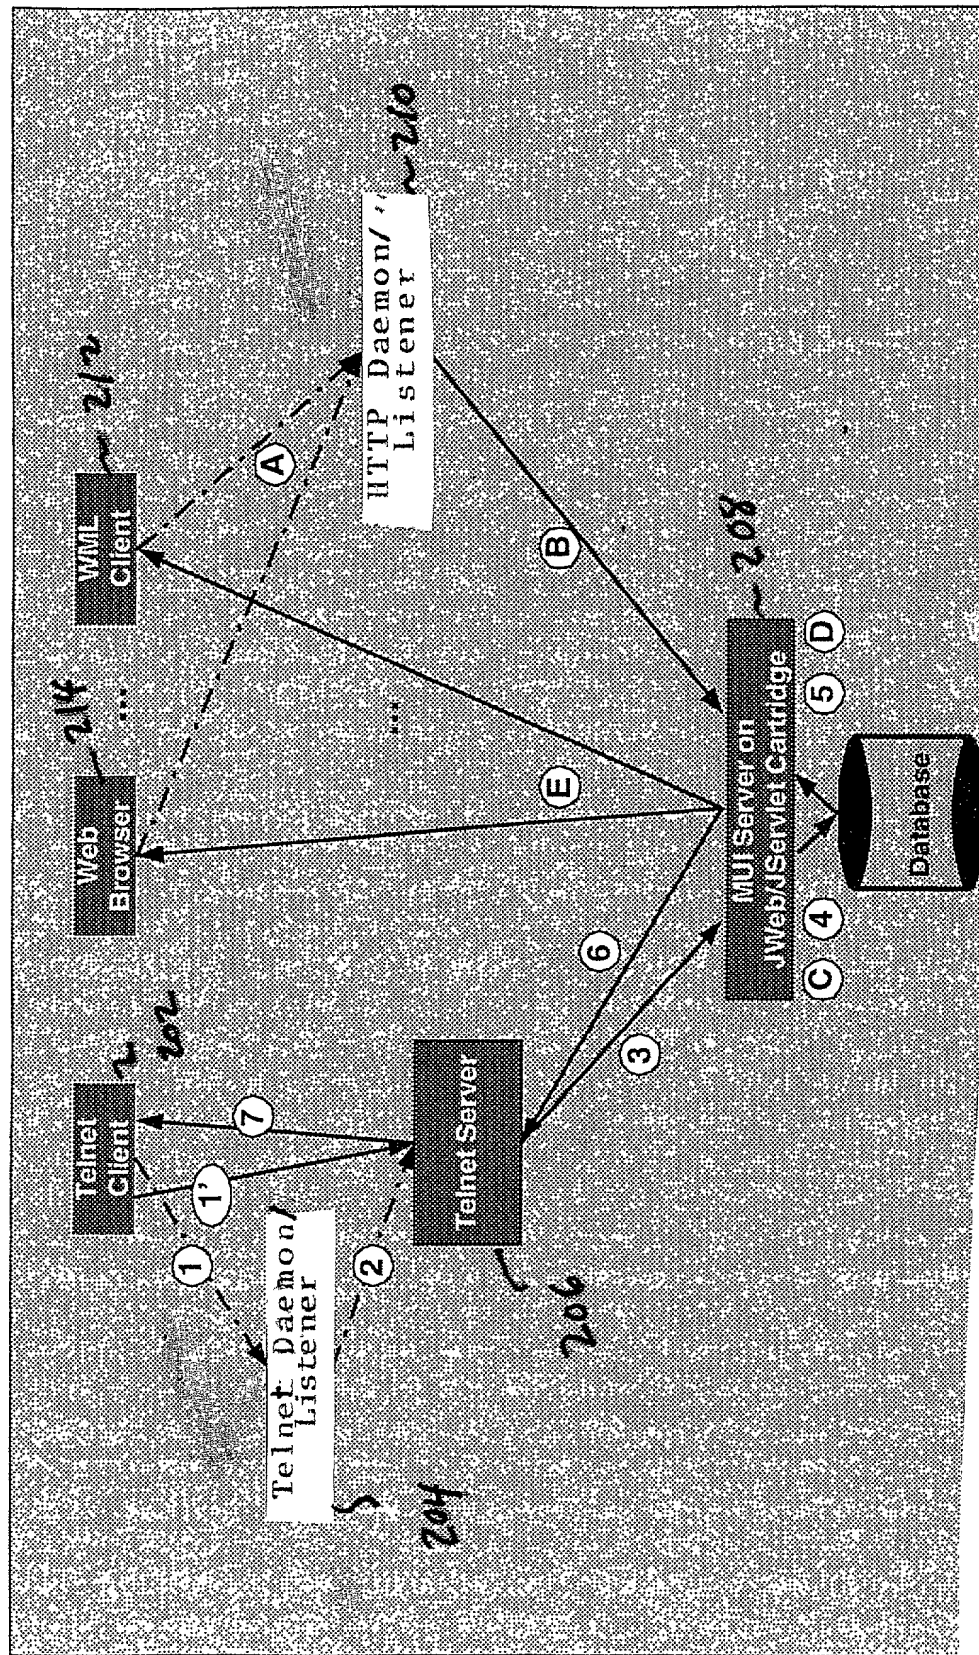 Telnet
Client
202
Web
Browser
214
...
WML
Client
212
1
1'
7
A
Telnet Daemon/
Listener
204
2
HTTP Daemon/
Listener
210
Telnet Server
206
...
3
6
E
B
MUI Server on
JWeb/JServlet Cartridge
208
C
4
5
D
Database